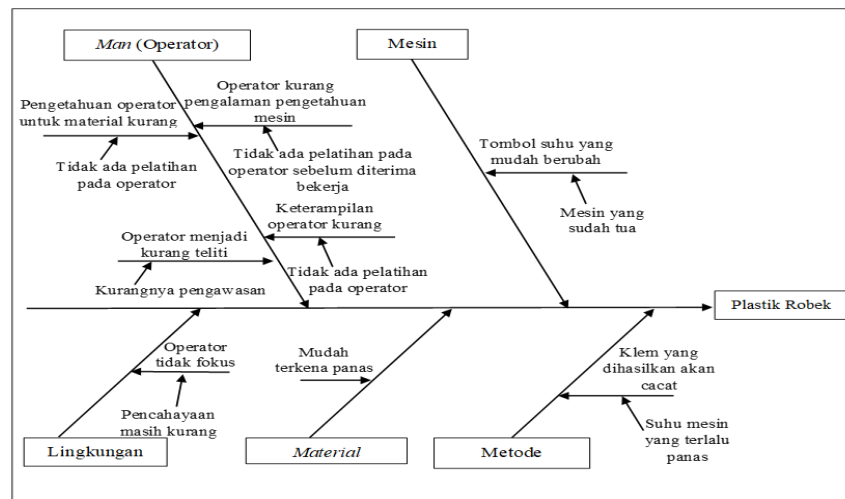 Man (Operator)
Mesin
Operator kurang
pengalaman pengetahuan
mesin
Pengetahuan operator
untuk material kurang
Tidak ada pelatihan
pada operator
Tidak ada pelatihan pada
operator sebelum diterima
bekerja
Tombol suhu yang
mudah berubah
Mesin yang
sudah tua
Keterampilan
operator kurang
Operator menjadi
kurang teliti
Tidak ada pelatihan
pada operator
Kurangnya pengawasan
Plastik Robek
Operator
tidak fokus
Pencahayaan
masih kurang
Mudah
terkena panas
Klem yang
dihasilkan akan
cacat
Suhu mesin
yang terlalu
panas
Lingkungan
Material
Metode